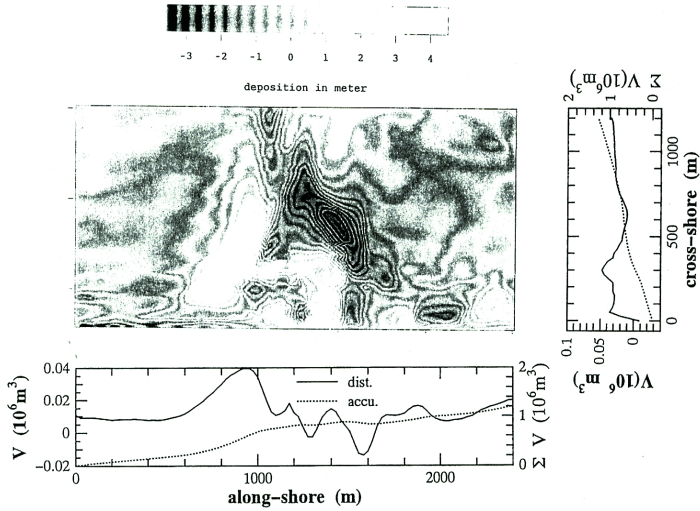 -3 -2 -1 0 1 2 3 4
deposition in meter
Σ V(10⁶m³)
2 1 0
1000
500
0
cross-shore (m)
0.1 0.05 0
V(10⁶ m³)
0.04
0.02
0
-0.02
V (10⁶m³)
dist.
accu.
2
1
0
Σ V (10⁶m³)
0 1000 2000
along-shore (m)